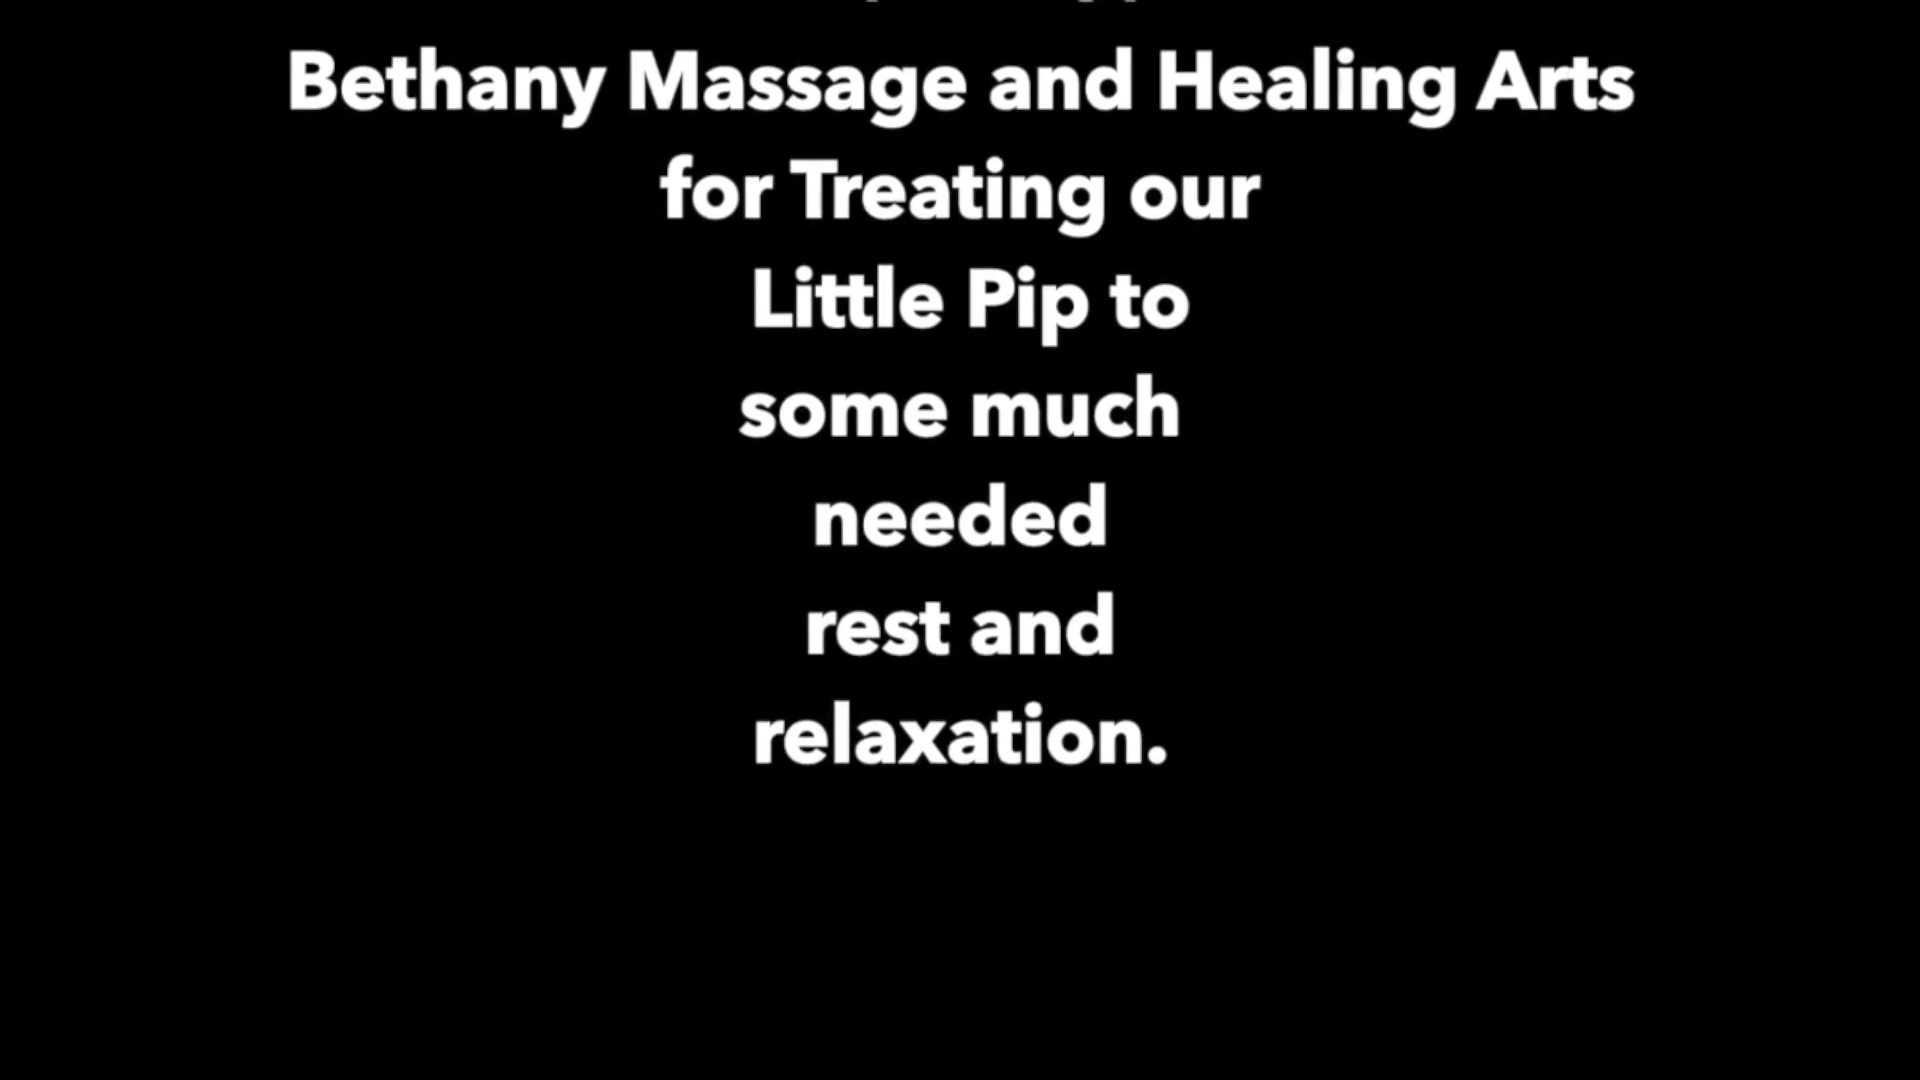 Bethany Massage and Healing Arts
for Treating our
Little Pip to
some much
needed
rest and
relaxation.